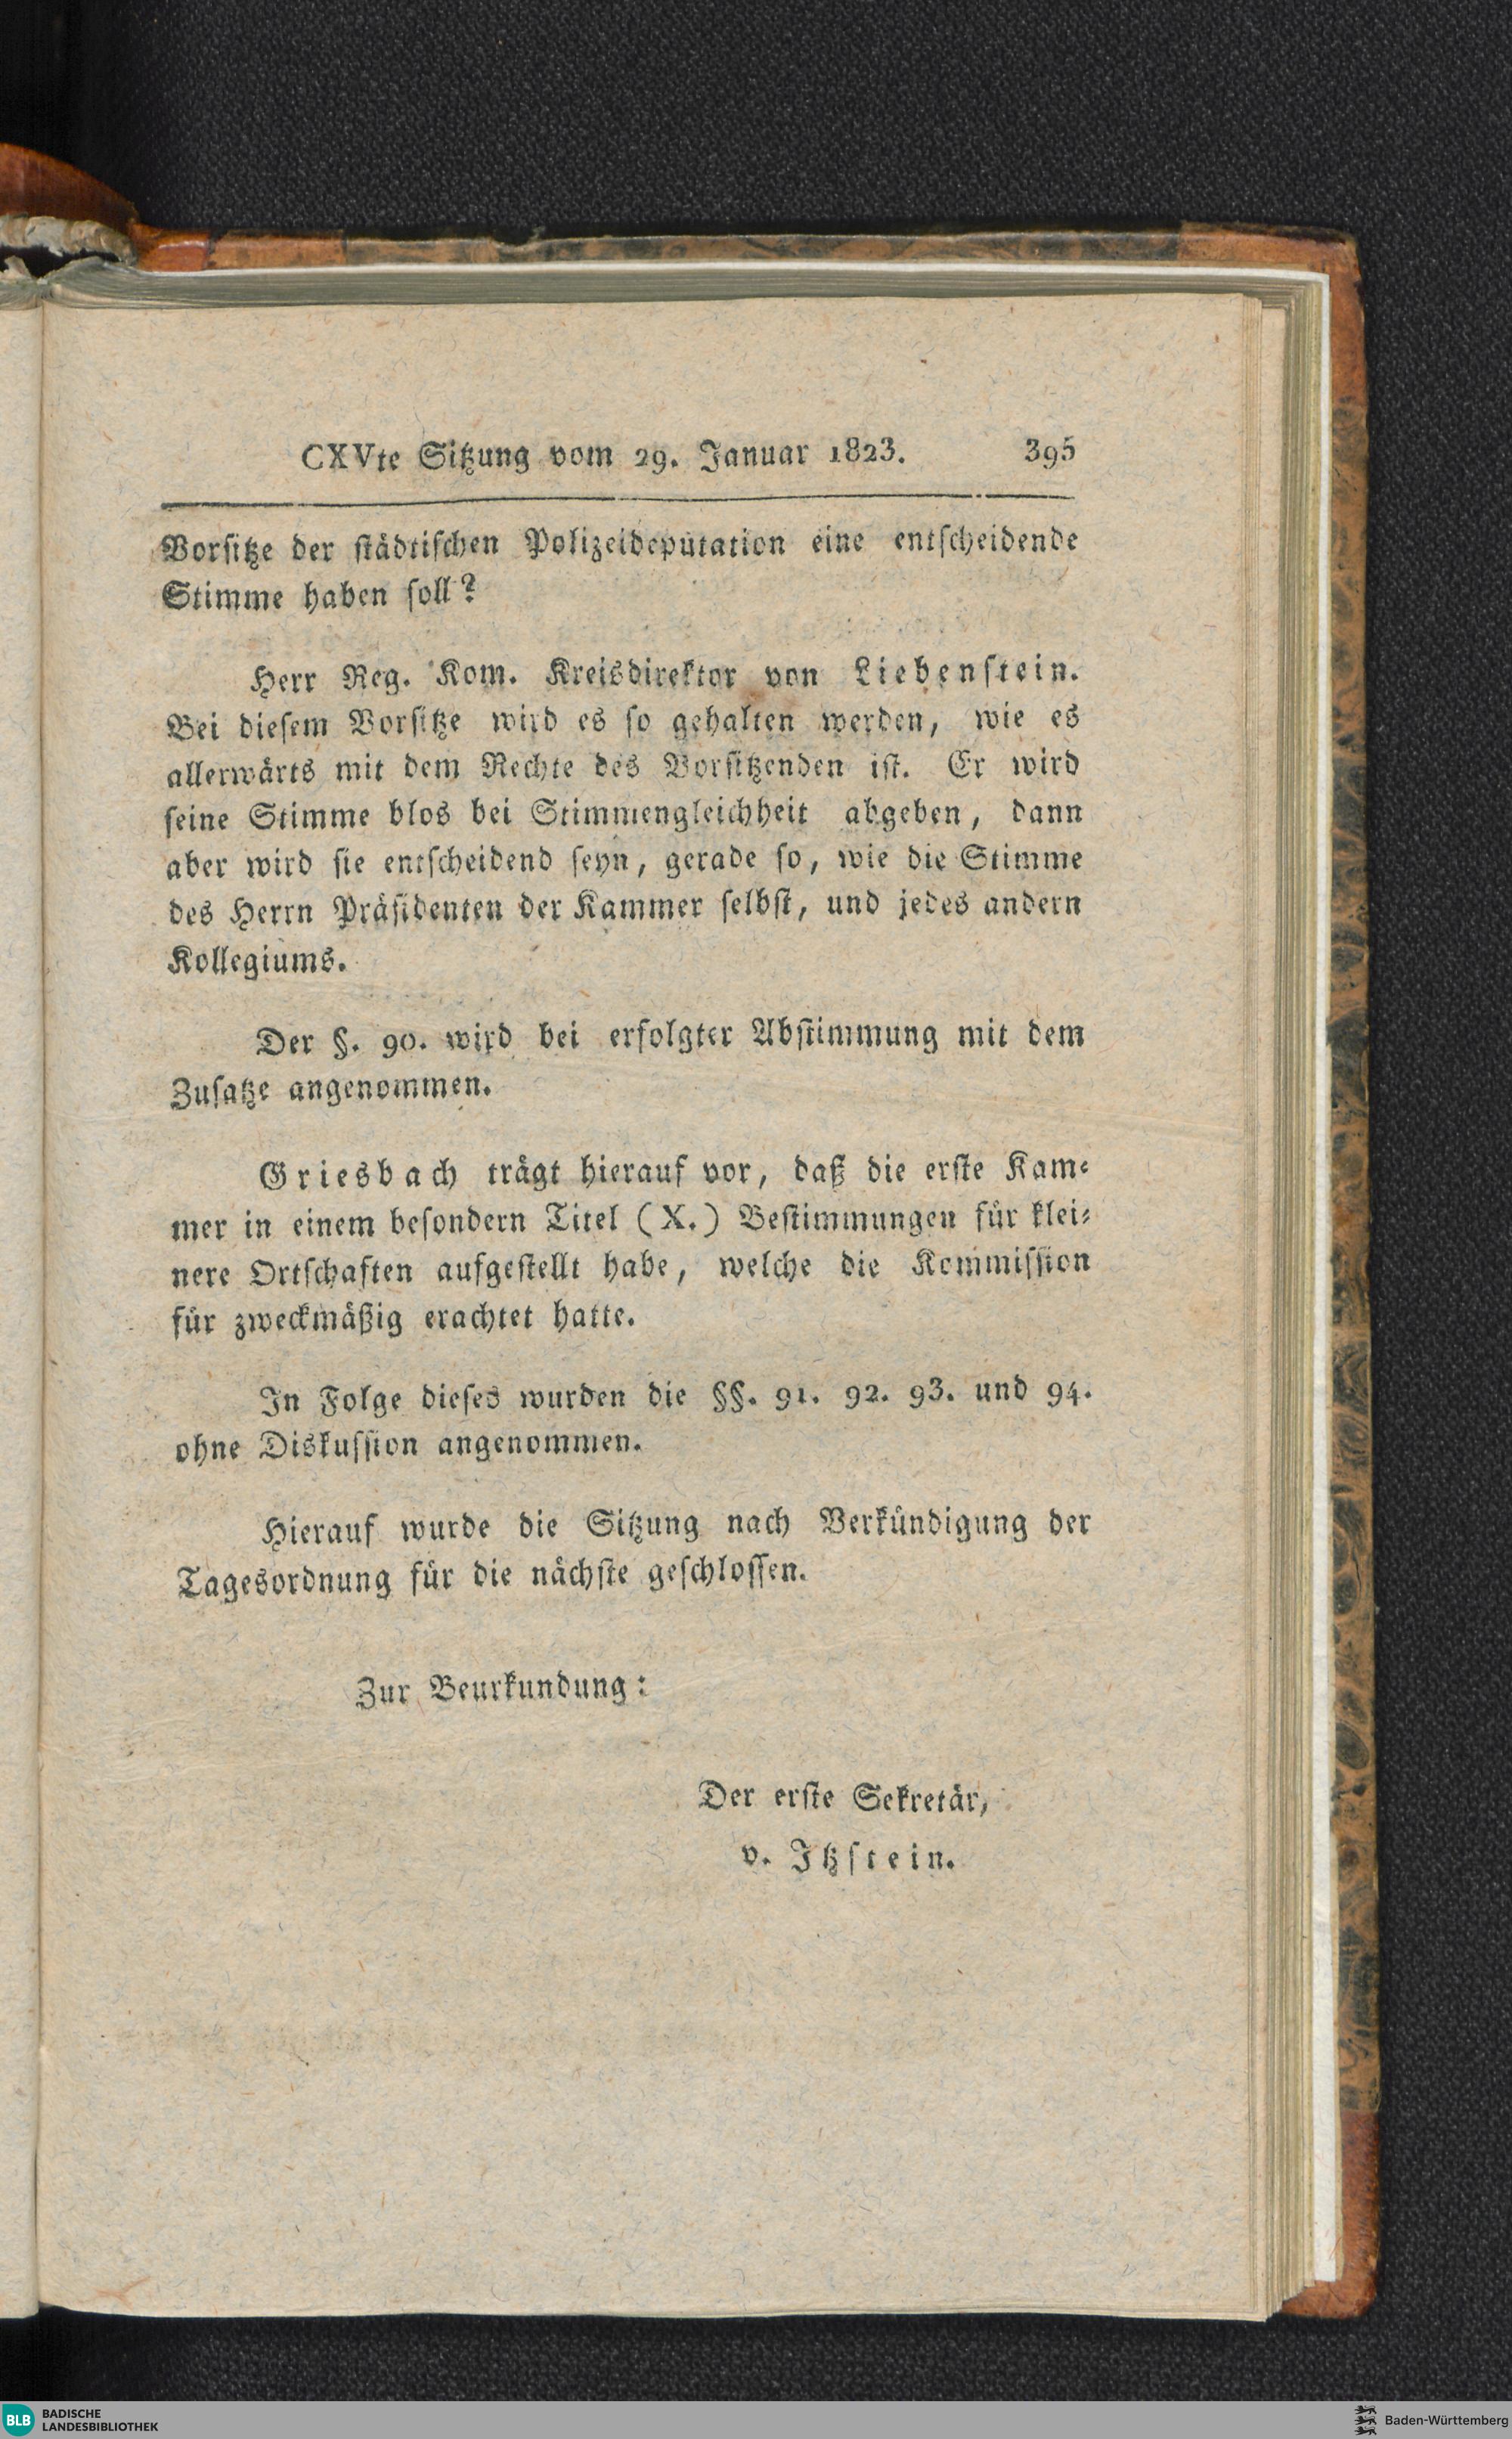 CXVte Sitzung vom 29. Januar 1823. 395
Vorsitze der städtischen Polizeideputation eine entscheidende
Stimme haben soll?
Herr Reg. Kom. Kreisdirektor von Liebenstein.
Bei diesem Vorsitze wird es so gehalten werden, wie es
allerwärts mit dem Rechte des Vorsitzenden ist. Er wird
seine Stimme blos bei Stimmengleichheit abgeben, dann
aber wird sie entscheidend seyn, gerade so, wie die Stimme
des Herrn Präsidenten der Kammer selbst, und jedes andern
Kollegiums.
Der §. 90. wird bei erfolgter Abstimmung mit dem
Zusatze angenommen.
Griesbach trägt hierauf vor, daß die erste Kam-
mer in einem besondern Titel (X.) Bestimmungen für klei-
nere Ortschaften aufgestellt habe, welche die Kommission
für zweckmäßig erachtet hatte.
In Folge dieses wurden die §§. 91. 92. 93. und 94.
ohne Diskussion angenommen.
Hierauf wurde die Sitzung nach Verkündigung der
Tagesordnung für die nächste geschlossen.
Zur Beurkundung:
Der erste Sekretär,
v. Itzstein.
BLB BADISCHE
LANDESBIBLIOTHEK
Baden-Württemberg